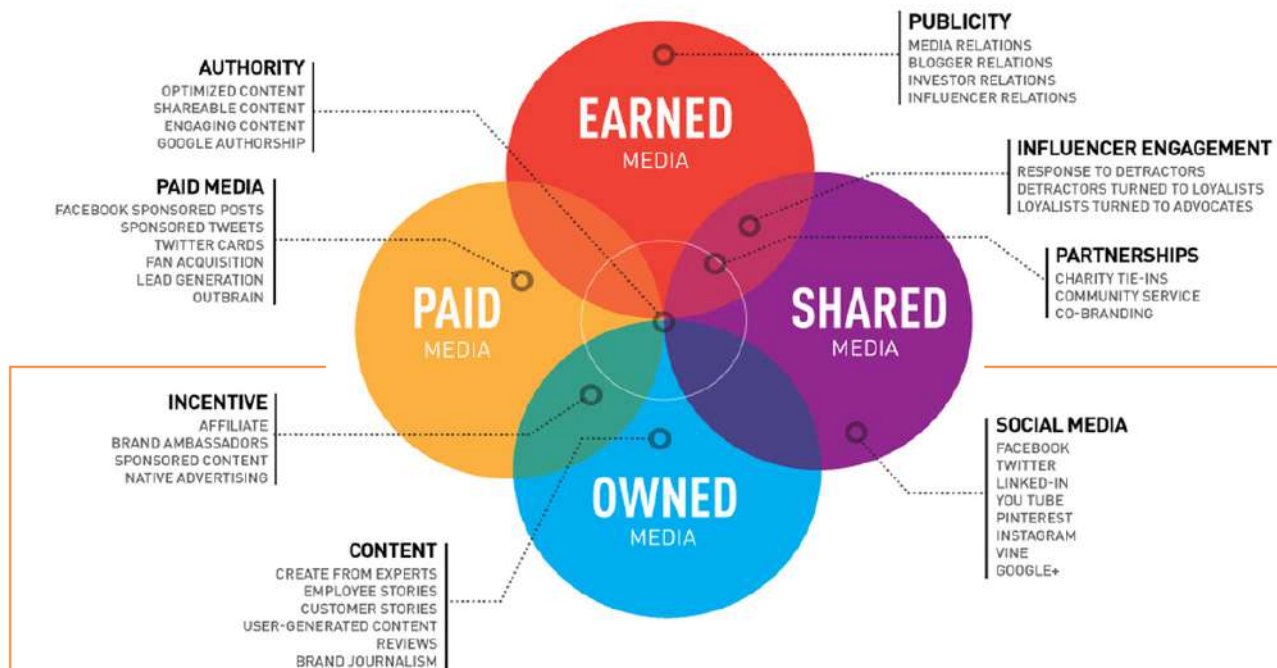 PUBLICITY
MEDIA RELATIONS
BLOGGER RELATIONS
INVESTOR RELATIONS
INFLUENCER RELATIONS
AUTHORITY
OPTIMIZED CONTENT
SHAREABLE CONTENT
ENGAGING CONTENT
GOOGLE AUTHORSHIP
EARNED
MEDIA
INFLUENCER ENGAGEMENT
RESPONSE TO DETRACTORS
DETRACTORS TURNED TO LOYALISTS
LOYALISTS TURNED TO ADVOCATES
PAID MEDIA
FACEBOOK SPONSORED POSTS
SPONSORED TWEETS
TWITTER CARDS
FAN ACQUISITION
LEAD GENERATION
OUTBRAIN
PARTNERSHIPS
CHARITY TIE-INS
COMMUNITY SERVICE
CO-BRANDING
PAID
MEDIA
SHARED
MEDIA
INCENTIVE
AFFILIATE
BRAND AMBASSADORS
SPONSORED CONTENT
NATIVE ADVERTISING
SOCIAL MEDIA
FACEBOOK
TWITTER
LINKED-IN
YOU TUBE
PINTEREST
INSTAGRAM
VINE
GOOGLE+
OWNED
MEDIA
CONTENT
CREATE FROM EXPERTS
EMPLOYEE STORIES
CUSTOMER STORIES
USER-GENERATED CONTENT
REVIEWS
BRAND JOURNALISM